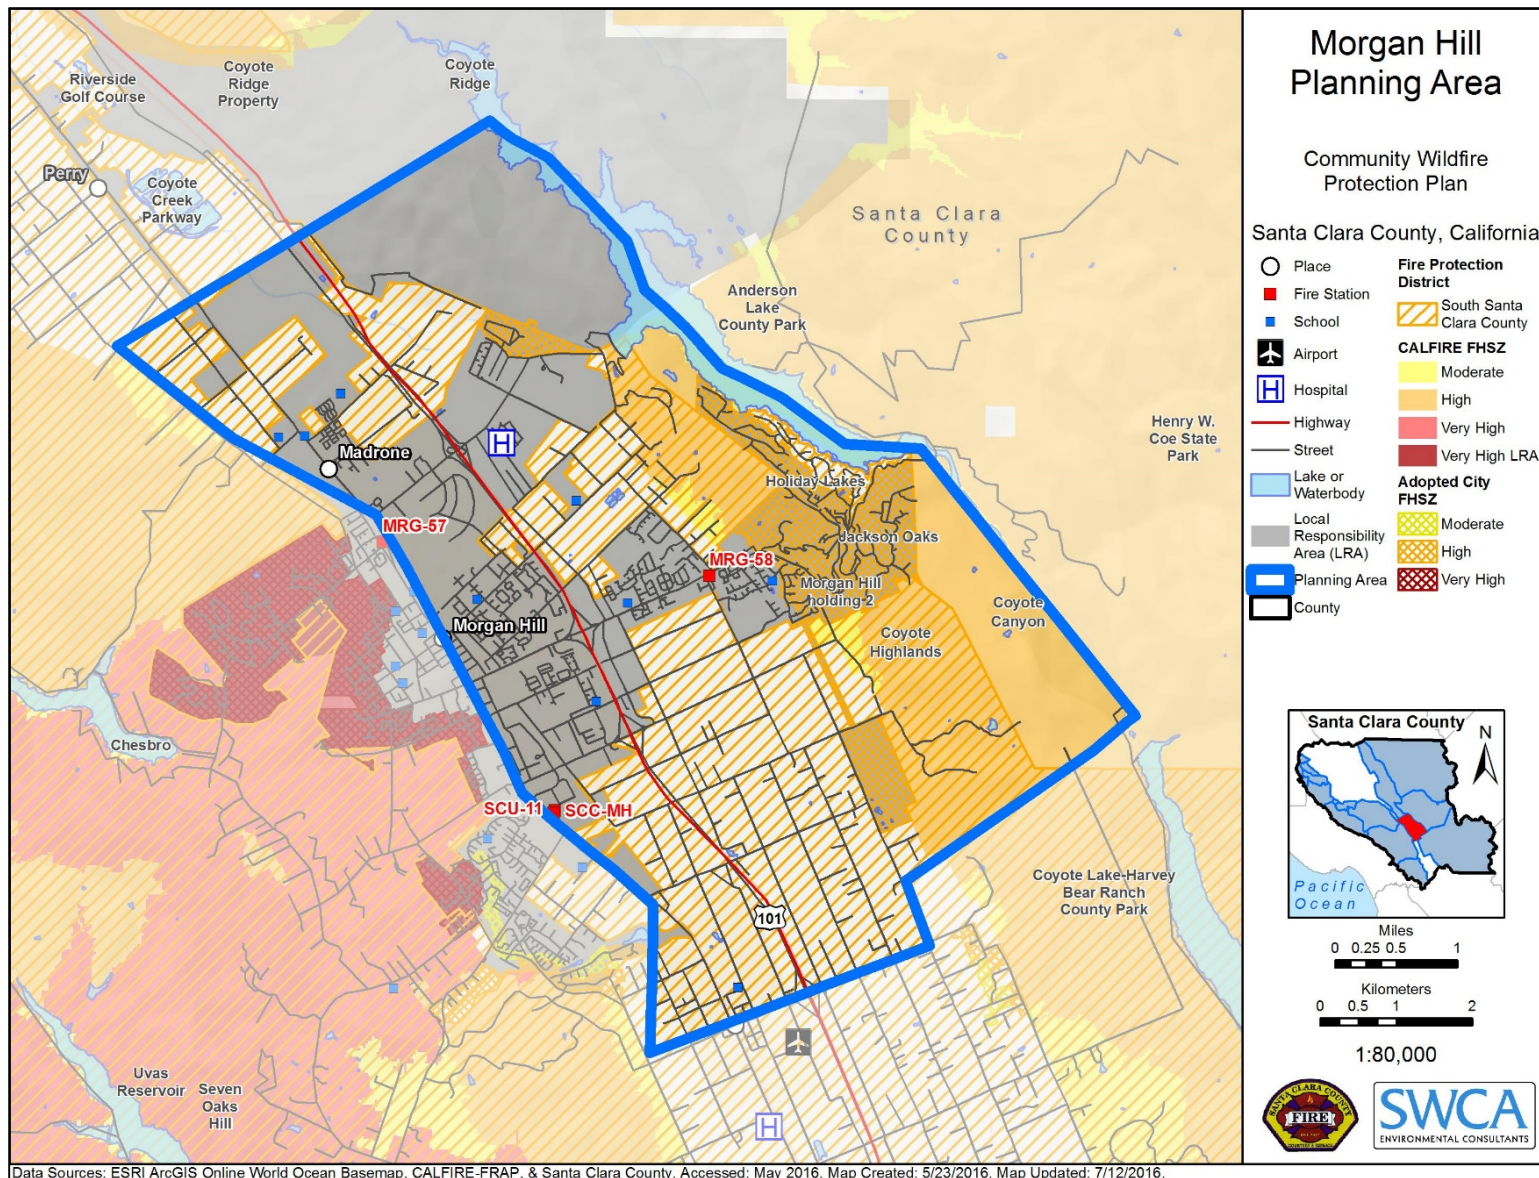 Morgan Hill
Planning Area
Community Wildfire
Protection Plan
Santa Clara County, California
Place
Fire Station
School
Airport
Hospital
Highway
Street
Lake or
Waterbody
Local
Responsibility
Area (LRA)
Planning Area
County
Fire Protection
District
South Santa
Clara County
CALFIRE FHSZ
Moderate
High
Very High
Very High LRA
Adopted City
FHSZ
Moderate
High
Very High
Riverside
Golf Course
Coyote
Ridge
Property
Coyote
Ridge
Perry
Coyote
Creek
Parkway
Santa Clara
County
Anderson
Lake
County Park
Henry W.
Coe State
Park
Madrone
H
Holiday Lakes
MRG-57
Jackson Oaks
MRG-58
Morgan Hill
holding 2
Coyote
Canyon
Morgan Hill
Coyote
Highlands
Chesbro
SCU-11
SCC-MH
Coyote Lake-Harvey
Bear Ranch
County Park
101
Uvas
Reservoir
Seven
Oaks
Hill
H
Santa Clara County
N
Pacific
Ocean
Miles
0 0.25 0.5 1
Kilometers
0 0.5 1 2
1:80,000
SANTA CLARA COUNTY
FIRE
SWCA
ENVIRONMENTAL CONSULTANTS
Data Sources: ESRI ArcGIS Online World Ocean Basemap, CALFIRE-FRAP, & Santa Clara County. Accessed: May 2016. Map Created: 5/23/2016. Map Updated: 7/12/2016.